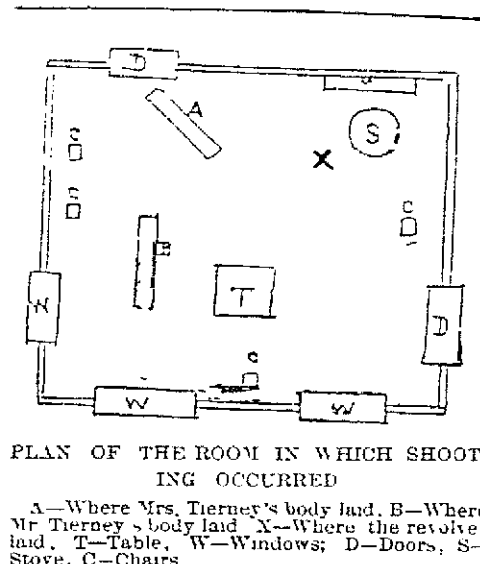 D
A
S
X
C
C
C
B
T
W
D
C
W
W
PLAN OF THE ROOM IN WHICH SHOOT
ING OCCURRED
A—Where Mrs. Tierney's body laid. B—Where
Mr Tierney's body laid X—Where the revolve
laid. T—Table. W—Windows; D—Doors, S—
Stove. C—Chairs